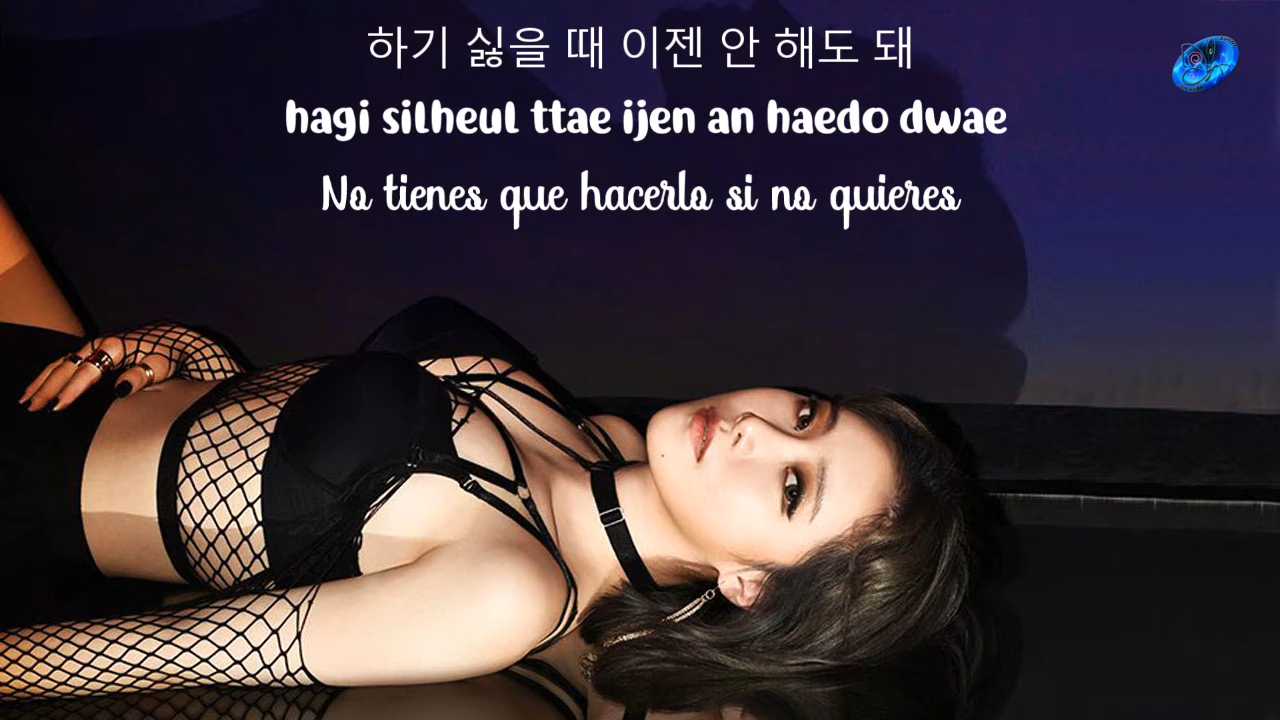 하기 싫을 때 이젠 안 해도 돼
hagi silheul ttae ijen an haedo dwae
No tienes que hacerlo si no quieres